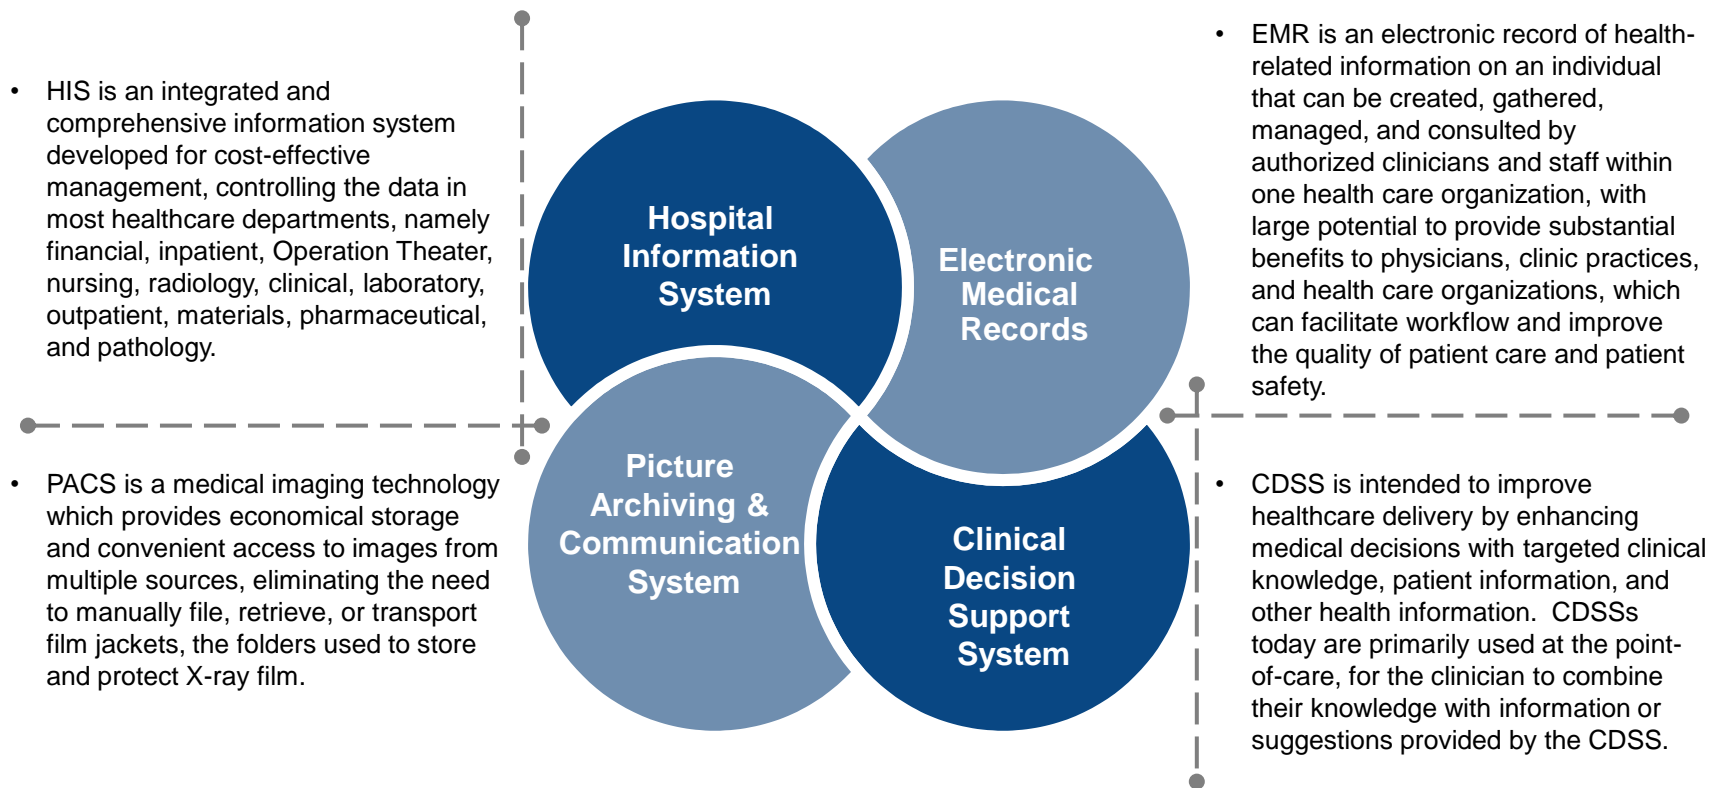 • HIS is an integrated and
comprehensive information system
developed for cost-effective
management, controlling the data in
most healthcare departments, namely
financial, inpatient, Operation Theater,
nursing, radiology, clinical, laboratory,
outpatient, materials, pharmaceutical,
and pathology.
Hospital
Information
System
Electronic
Medical
Records
• EMR is an electronic record of health-
related information on an individual
that can be created, gathered,
managed, and consulted by
authorized clinicians and staff within
one health care organization, with
large potential to provide substantial
benefits to physicians, clinic practices,
and health care organizations, which
can facilitate workflow and improve
the quality of patient care and patient
safety.
• PACS is a medical imaging technology
which provides economical storage
and convenient access to images from
multiple sources, eliminating the need
to manually file, retrieve, or transport
film jackets, the folders used to store
and protect X-ray film.
Picture
Archiving &
Communication
System
Clinical
Decision
Support
System
• CDSS is intended to improve
healthcare delivery by enhancing
medical decisions with targeted clinical
knowledge, patient information, and
other health information.  CDSSs
today are primarily used at the point-
of-care, for the clinician to combine
their knowledge with information or
suggestions provided by the CDSS.